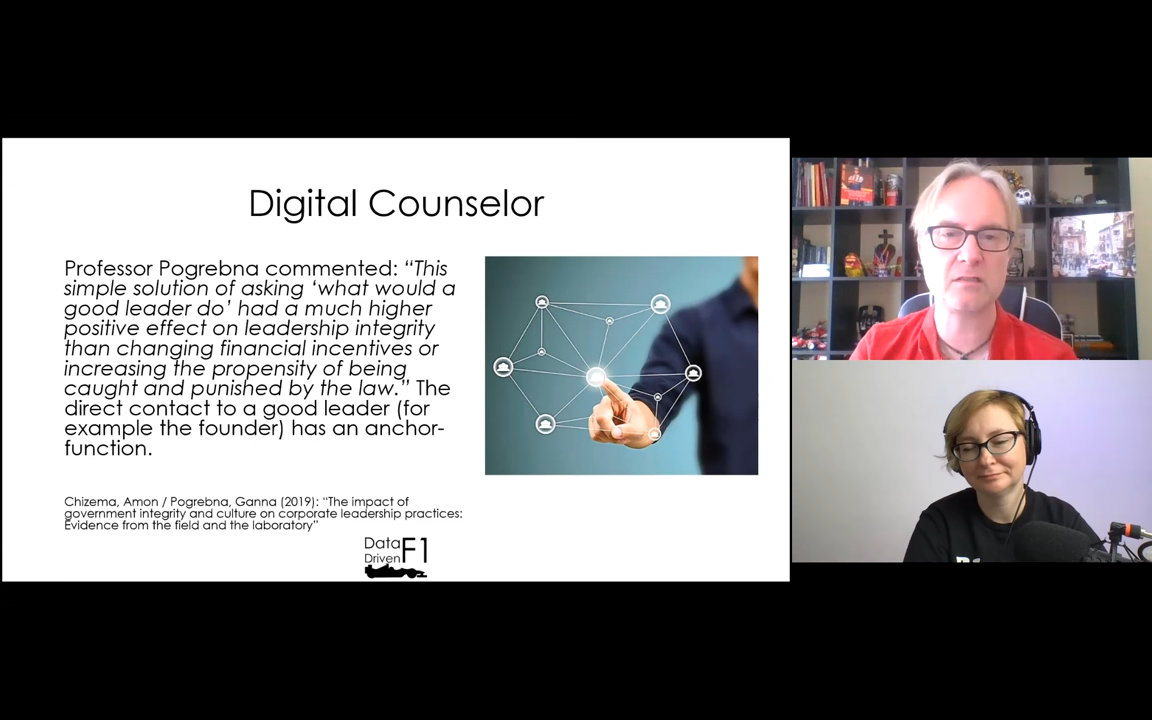 Digital Counselor
Professor Pogrebna commented: “This
simple solution of asking ‘what would a
good leader do’ had a much higher
positive effect on leadership integrity
than changing financial incentives or
increasing the propensity of being
caught and punished by the law.” The
direct contact to a good leader (for
example the founder) has an anchor-
function.
Chizema, Amon / Pogrebna, Ganna (2019): “The impact of
government integrity and culture on corporate leadership practices:
Evidence from the field and the laboratory”
Data
Driven F1